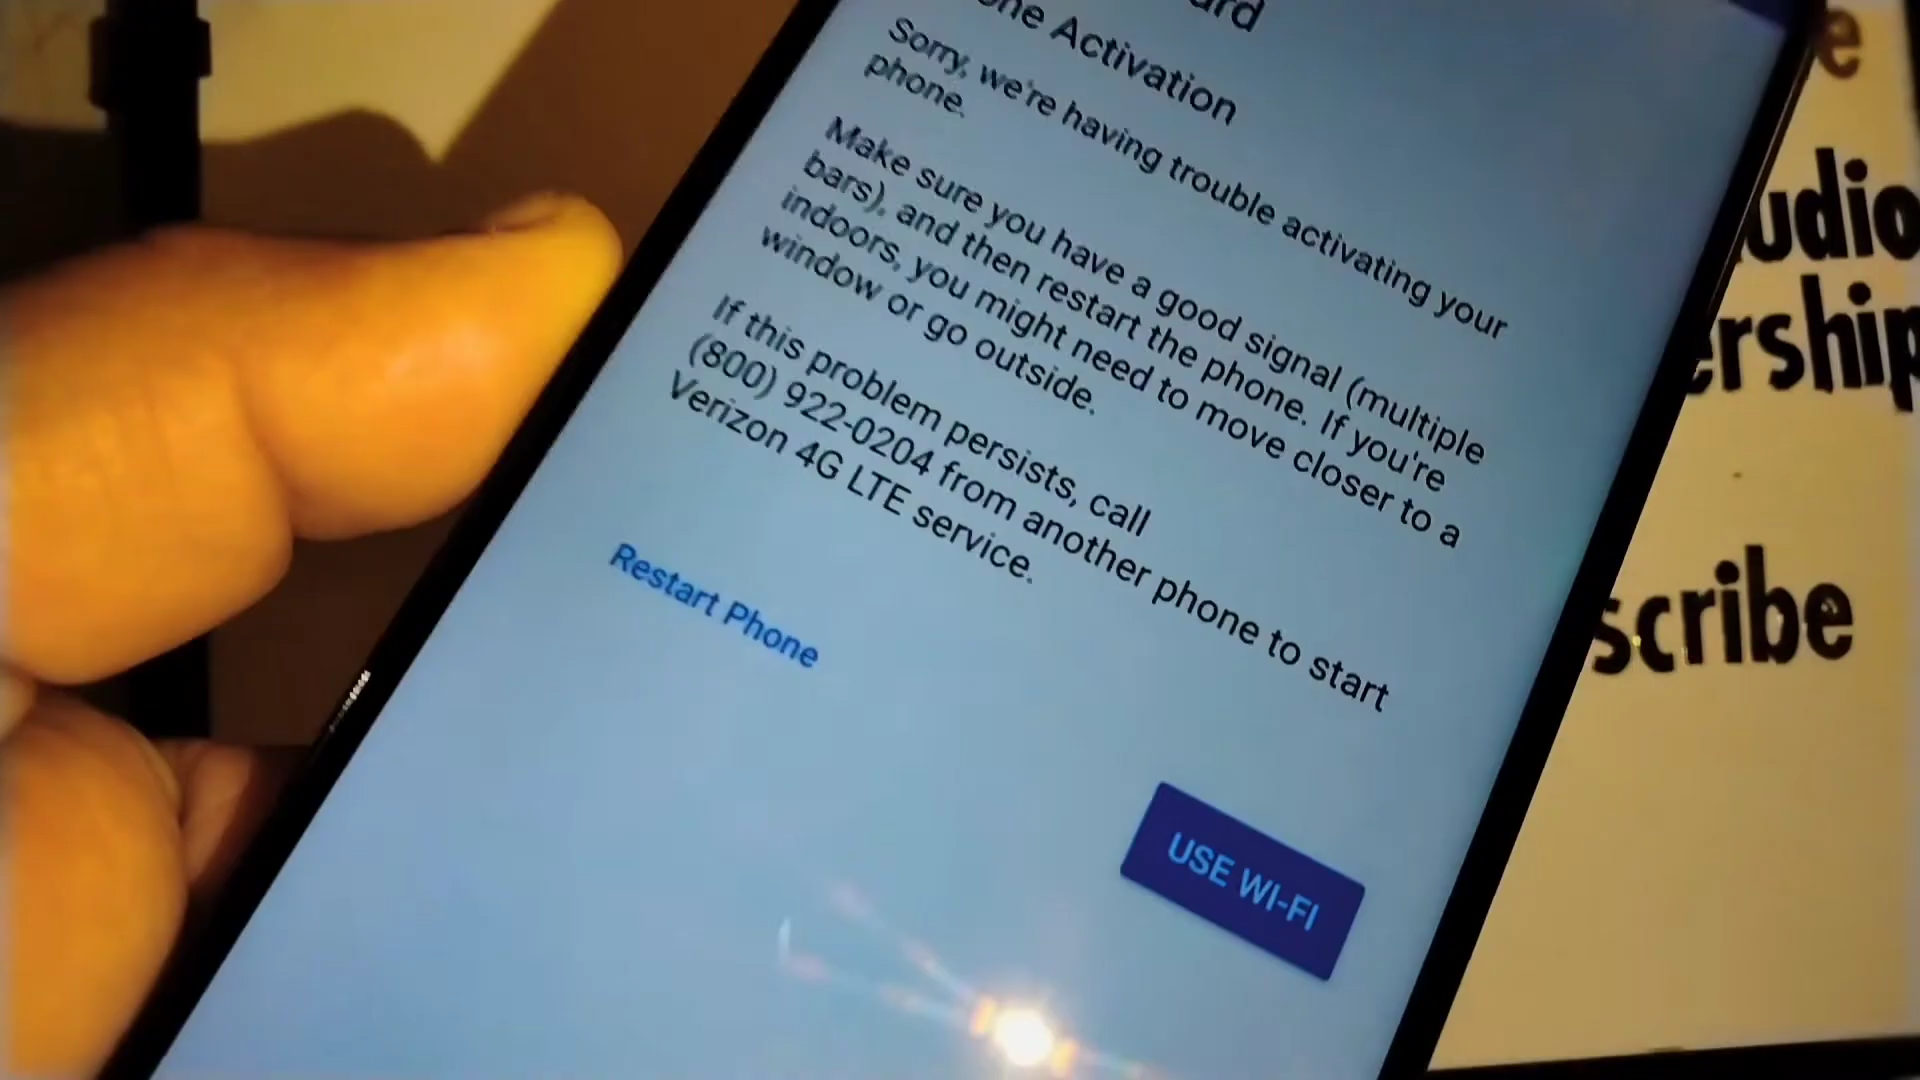 Activation
Sorry, we're having trouble activating your
phone.
Make sure you have a good signal (multiple
bars), and then restart the phone. If you're
indoors, you might need to move closer to a
window or go outside.
If this problem persists, call
(800) 922-0204 from another phone to start
Verizon 4G LTE service.
Restart Phone
USE WI-FI